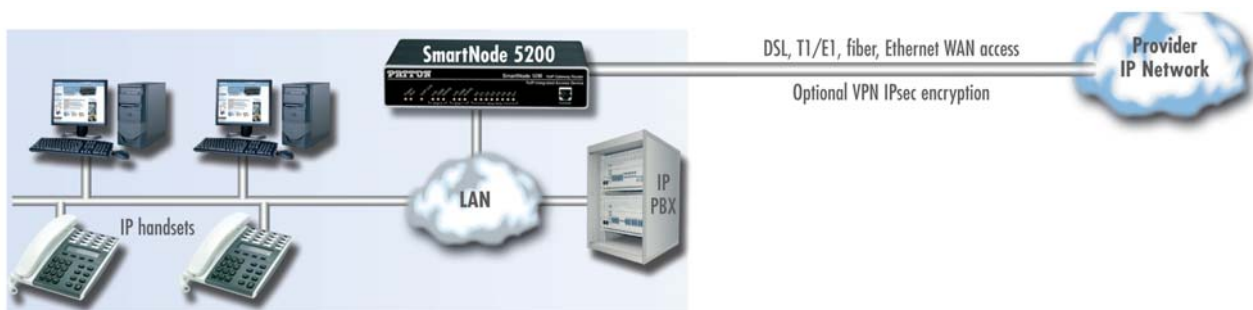 SmartNode 5200
PATTON
DSL, T1/E1, fiber, Ethernet WAN access
Optional VPN IPsec encryption
Provider
IP Network
LAN
IP
PBX
IP handsets